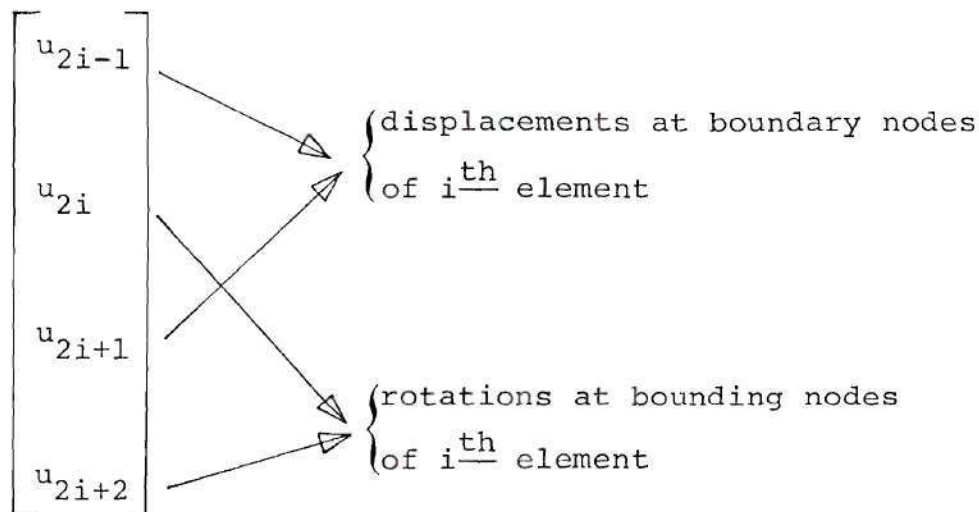 u2i-1
displacements at boundary nodes
of ith element
u2i
u2i+1
rotations at bounding nodes
of ith element
u2i+2